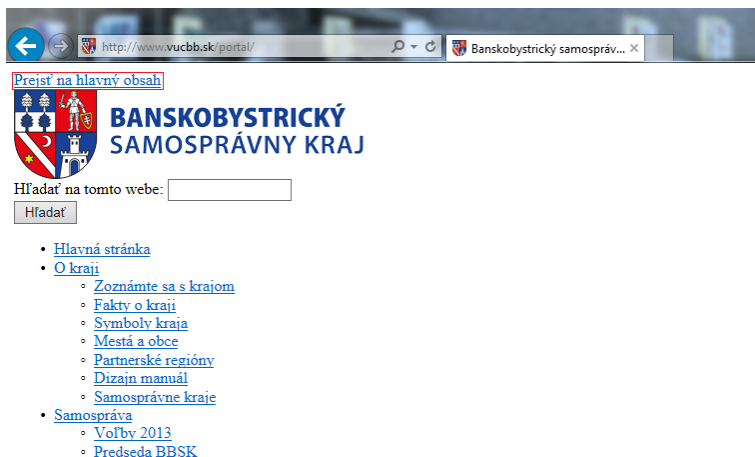 http://www.vucbb.sk/portal/
Banskobystrický samospráv...
Prejsť na hlavný obsah
BANSKOBYSTRICKÝ
SAMOSPRÁVNY KRAJ
Hľadať na tomto webe:
Hľadať
• Hlavná stránka
• O kraji
◦ Zoznámte sa s krajom
◦ Fakty o kraji
◦ Symboly kraja
◦ Mestá a obce
◦ Partnerské regióny
◦ Dizajn manuál
◦ Samosprávne kraje
• Samospráva
◦ Voľby 2013
◦ Predseda BBSK